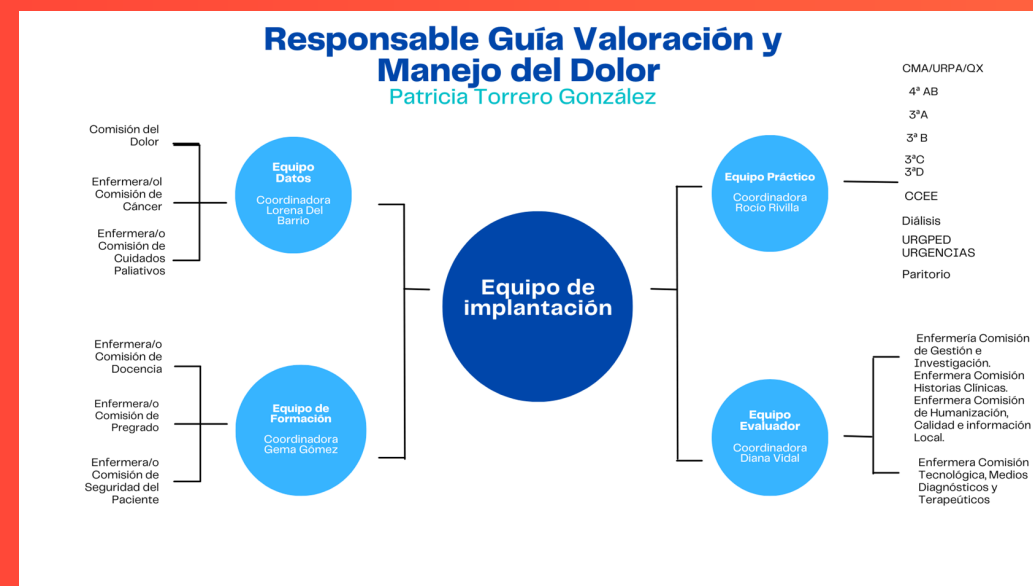 Responsable Guía Valoración y
Manejo del Dolor
Patricia Torrero González
Comisión del
Dolor
Enfermera/ol
Comisión de
Cáncer
Enfermera/o
Comisión de
Cuidados
Paliativos
Equipo
Datos
Coordinadora
Lorena Del
Barrio
Enfermera/o
Comisión de
Docencia
Enfermera/o
Comisión de
Pregrado
Enfermera/o
Comisión de
Seguridad del
Paciente
Equipo de
Formación
Coordinadora
Gema Gómez
Equipo de
implantación
Equipo Práctico
Coordinadora
Rocío Rivilla
CMA/URPA/QX
4ª AB
3ªA
3ª B
3ªC
3ªD
CCEE
Diálisis
URGPED
URGENCIAS
Paritorio
Equipo
Evaluador
Coordinadora
Diana Vidal
Enfermería Comisión
de Gestión e
Investigación.
Enfermera Comisión
Historias Clínicas.
Enfermera Comisión
de Humanización,
Calidad e información
Local.
Enfermera Comisión
Tecnológica, Medios
Diagnósticos y
Terapeúticos